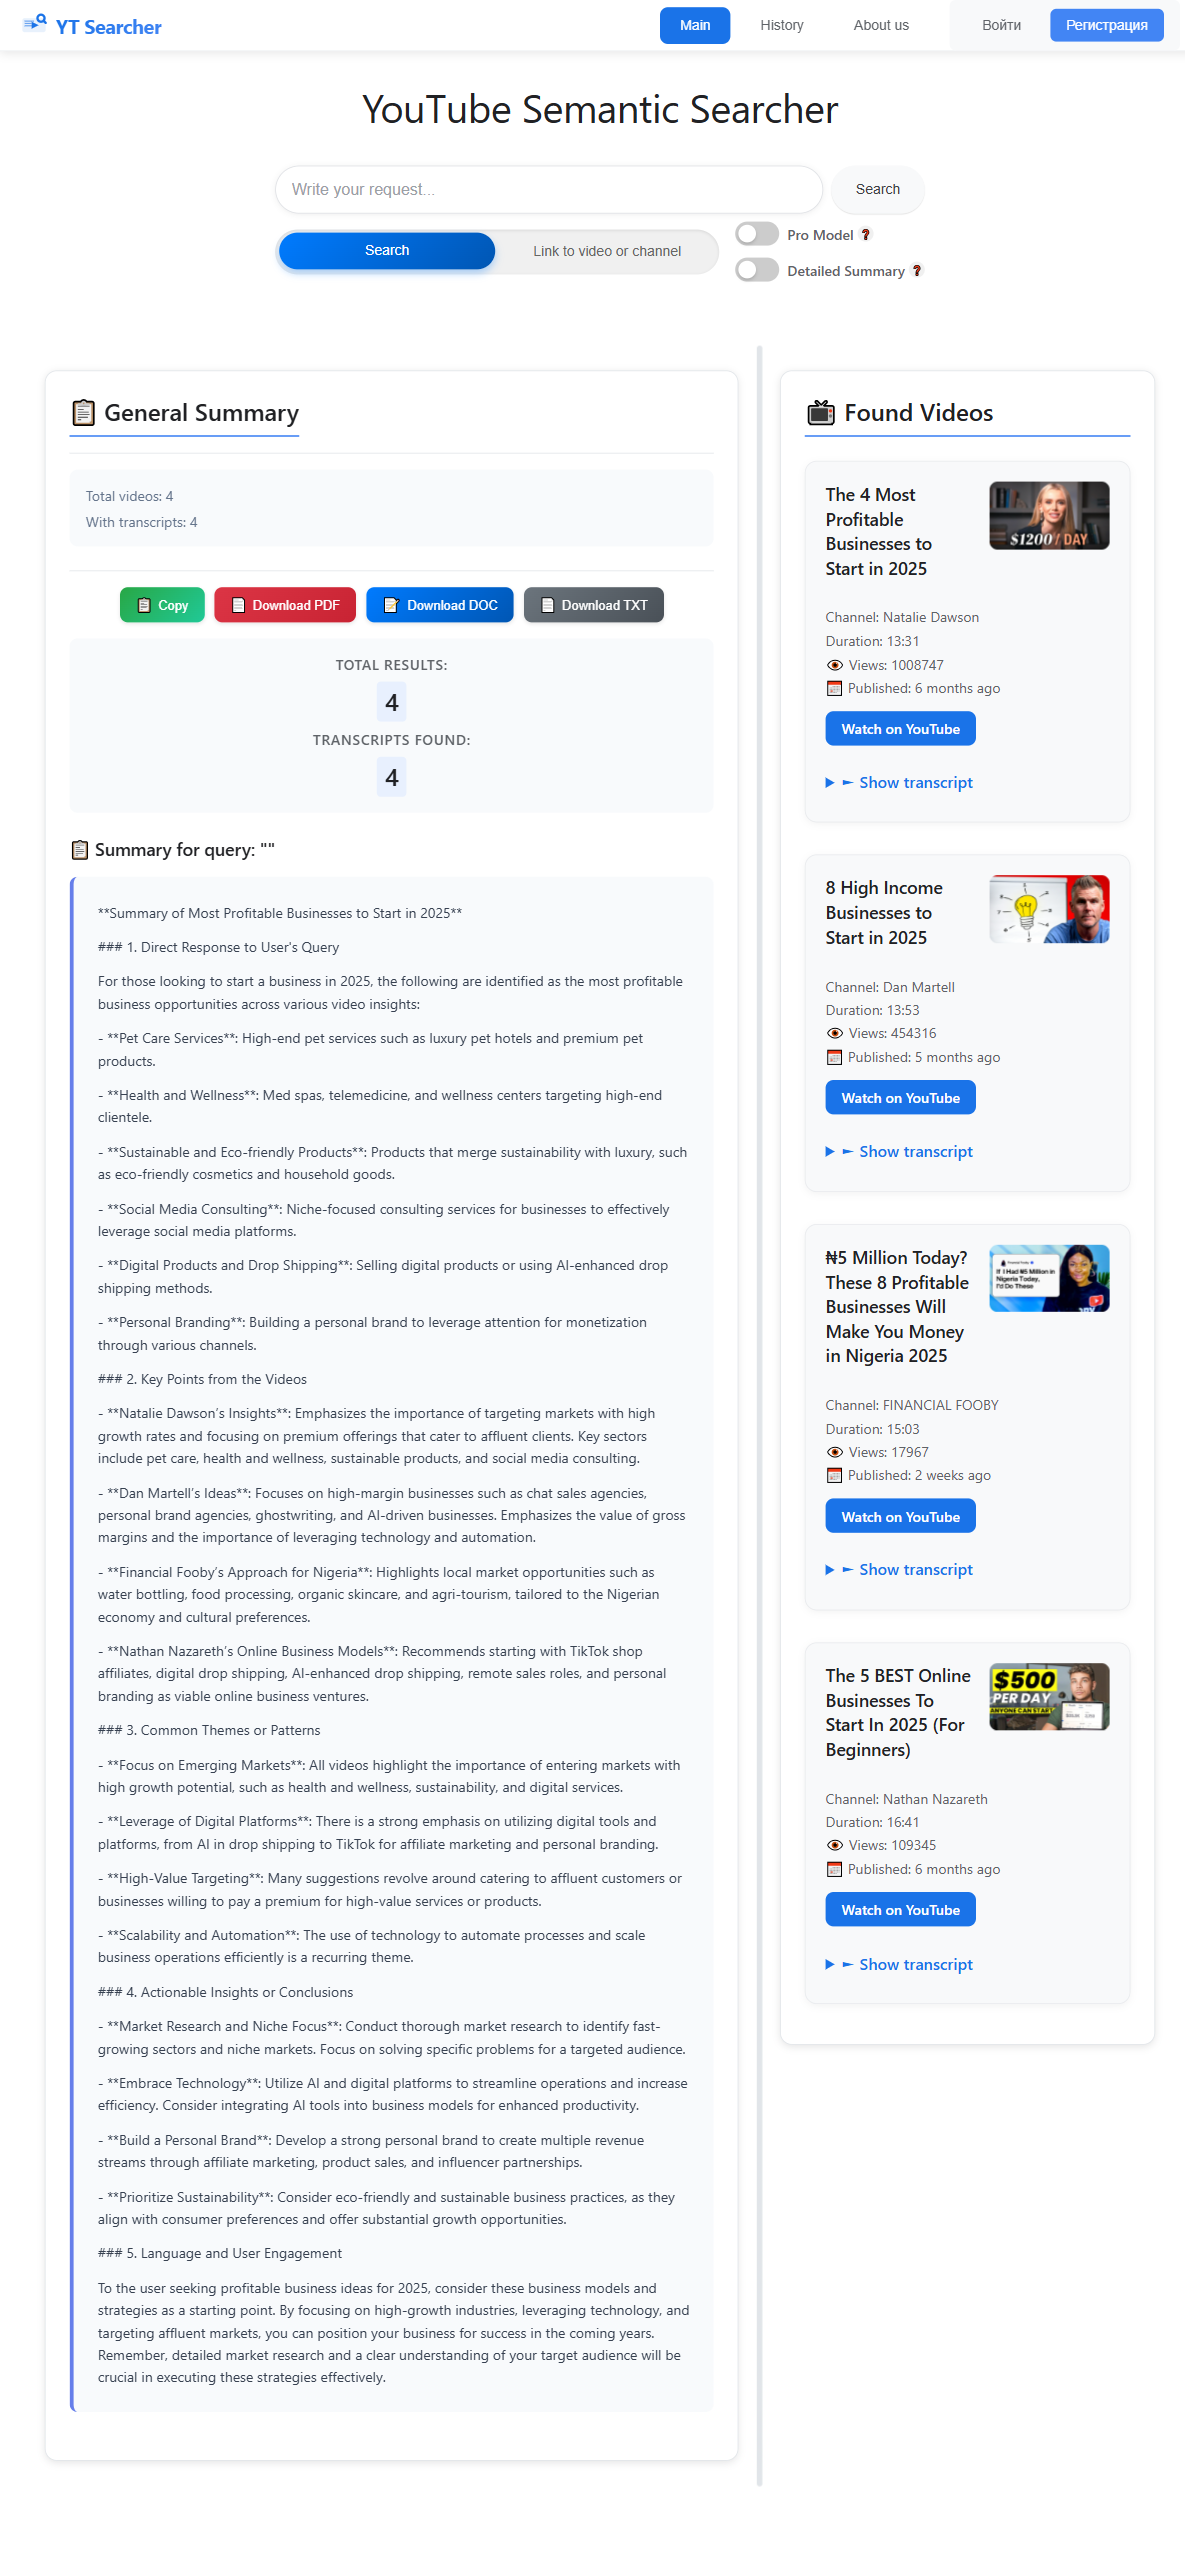 YT Searcher
Main
History
About us
Войти
Регистрация
YouTube Semantic Searcher
Write your request...
Search
Search
Link to video or channel
Pro Model ❓
Detailed Summary ❓
📋 General Summary
Total videos: 4
With transcripts: 4
📋 Copy
📄 Download PDF
📝 Download DOC
📄 Download TXT
TOTAL RESULTS:
4
TRANSCRIPTS FOUND:
4
📋 Summary for query: ""
**Summary of Most Profitable Businesses to Start in 2025**
### 1. Direct Response to User's Query
For those looking to start a business in 2025, the following are identified as the most profitable
business opportunities across various video insights:
- **Pet Care Services**: High-end pet services such as luxury pet hotels and premium pet
products.
- **Health and Wellness**: Med spas, telemedicine, and wellness centers targeting high-end
clientele.
- **Sustainable and Eco-friendly Products**: Products that merge sustainability with luxury, such
as eco-friendly cosmetics and household goods.
- **Social Media Consulting**: Niche-focused consulting services for businesses to effectively
leverage social media platforms.
- **Digital Products and Drop Shipping**: Selling digital products or using AI-enhanced drop
shipping methods.
- **Personal Branding**: Building a personal brand to leverage attention for monetization
through various channels.
### 2. Key Points from the Videos
- **Natalie Dawson's Insights**: Emphasizes the importance of targeting markets with high
growth rates and focusing on premium offerings that cater to affluent clients. Key sectors
include pet care, health and wellness, sustainable products, and social media consulting.
- **Dan Martell's Ideas**: Focuses on high-margin businesses such as chat sales agencies,
personal brand agencies, ghostwriting, and AI-driven businesses. Emphasizes the value of gross
margins and the importance of leveraging technology and automation.
- **Financial Fooby's Approach for Nigeria**: Highlights local market opportunities such as
water bottling, food processing, organic skincare, and agri-tourism, tailored to the Nigerian
economy and cultural preferences.
- **Nathan Nazareth's Online Business Models**: Recommends starting with TikTok shop
affiliates, digital drop shipping, AI-enhanced drop shipping, remote sales roles, and personal
branding as viable online business ventures.
### 3. Common Themes or Patterns
- **Focus on Emerging Markets**: All videos highlight the importance of entering markets with
high growth potential, such as health and wellness, sustainability, and digital services.
- **Leverage of Digital Platforms**: There is a strong emphasis on utilizing digital tools and
platforms, from AI in drop shipping to TikTok for affiliate marketing and personal branding.
- **High-Value Targeting**: Many suggestions revolve around catering to affluent customers or
businesses willing to pay a premium for high-value services or products.
- **Scalability and Automation**: The use of technology to automate processes and scale
business operations efficiently is a recurring theme.
### 4. Actionable Insights or Conclusions
- **Market Research and Niche Focus**: Conduct thorough market research to identify fast-
growing sectors and niche markets. Focus on solving specific problems for a targeted audience.
- **Embrace Technology**: Utilize AI and digital platforms to streamline operations and increase
efficiency. Consider integrating AI tools into business models for enhanced productivity.
- **Build a Personal Brand**: Develop a strong personal brand to create multiple revenue
streams through affiliate marketing, product sales, and influencer partnerships.
- **Prioritize Sustainability**: Consider eco-friendly and sustainable business practices, as they
align with consumer preferences and offer substantial growth opportunities.
### 5. Language and User Engagement
To the user seeking profitable business ideas for 2025, consider these business models and
strategies as a starting point. By focusing on high-growth industries, leveraging technology, and
targeting affluent markets, you can position your business for success in the coming years.
Remember, detailed market research and a clear understanding of your target audience will be
crucial in executing these strategies effectively.
📺 Found Videos
The 4 Most
Profitable
Businesses to
Start in 2025
$1200 / DAY
Channel: Natalie Dawson
Duration: 13:31
👁 Views: 1008747
📅 Published: 6 months ago
Watch on YouTube
▶ ► Show transcript
8 High Income
Businesses to
Start in 2025
Channel: Dan Martell
Duration: 13:53
👁 Views: 454316
📅 Published: 5 months ago
Watch on YouTube
▶ ► Show transcript
₦5 Million Today?
These 8 Profitable
Businesses Will
Make You Money
in Nigeria 2025
If I Had ₦5 Million in
Nigeria Today,
I'd Do These
Channel: FINANCIAL FOOBY
Duration: 15:03
👁 Views: 17967
📅 Published: 2 weeks ago
Watch on YouTube
▶ ► Show transcript
The 5 BEST Online
Businesses To
Start In 2025 (For
Beginners)
$500
PER DAY
ANYONE CAN START
Channel: Nathan Nazareth
Duration: 16:41
👁 Views: 109345
📅 Published: 6 months ago
Watch on YouTube
▶ ► Show transcript